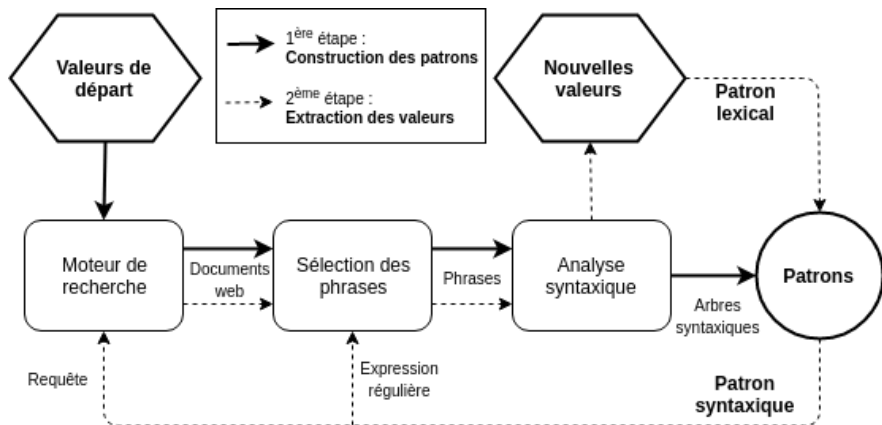 Valeurs de
départ
1ère étape :
Construction des patrons
2ème étape :
Extraction des valeurs
Nouvelles
valeurs
Patron
lexical
Moteur de
recherche
Documents
web
Sélection des
phrases
Phrases
Analyse
syntaxique
Arbres
syntaxiques
Patrons
Requête
Expression
régulière
Patron
syntaxique